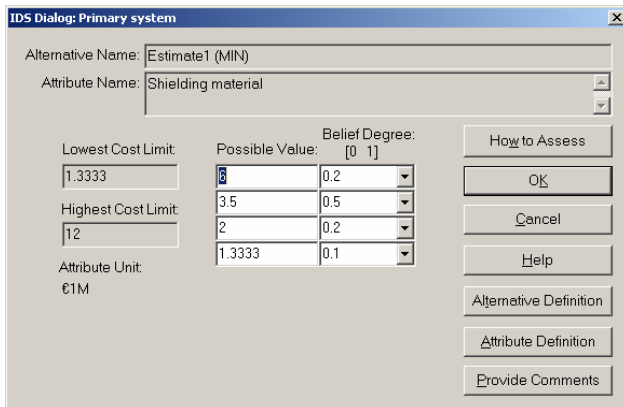 IDS Dialog: Primary system
Alternative Name: Estimate1 (MIN)
Attribute Name: Shielding material
Lowest Cost Limit:
1.3333
Highest Cost Limit:
12
Attribute Unit:
€1M
Possible Value:
Belief Degree:
[0 1]
6 0.2
3.5 0.5
2 0.2
1.3333 0.1
How to Assess
OK
Cancel
Help
Alternative Definition
Attribute Definition
Provide Comments